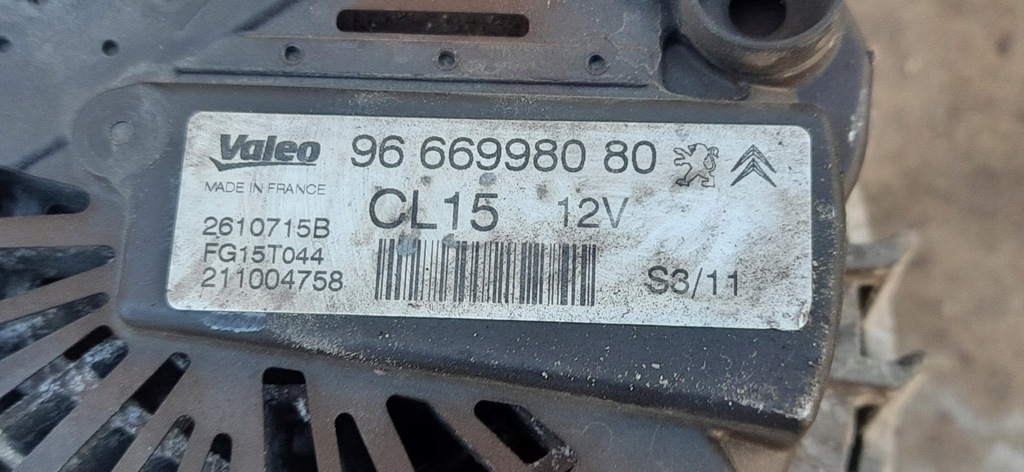 Valeo 96 669980 80
MADE IN FRANCE
CL15 12V
2610715B
FG15T044
211004758
S3/11